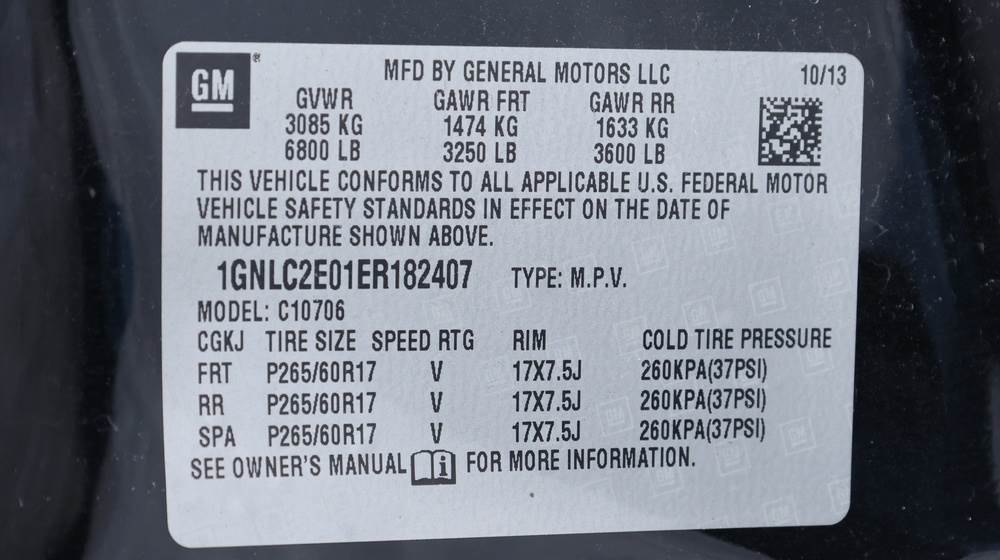 GM®
MFD BY GENERAL MOTORS LLC 10/13
GVWR GAWR FRT GAWR RR
3085 KG 1474 KG 1633 KG
6800 LB 3250 LB 3600 LB
THIS VEHICLE CONFORMS TO ALL APPLICABLE U.S. FEDERAL MOTOR
VEHICLE SAFETY STANDARDS IN EFFECT ON THE DATE OF
MANUFACTURE SHOWN ABOVE.
1GNLC2E01ER182407 TYPE: M.P.V.
MODEL: C10706
CGKJ TIRE SIZE SPEED RTG RIM COLD TIRE PRESSURE
FRT P265/60R17 V 17X7.5J 260KPA(37PSI)
RR P265/60R17 V 17X7.5J 260KPA(37PSI)
SPA P265/60R17 V 17X7.5J 260KPA(37PSI)
SEE OWNER'S MANUAL i FOR MORE INFORMATION.